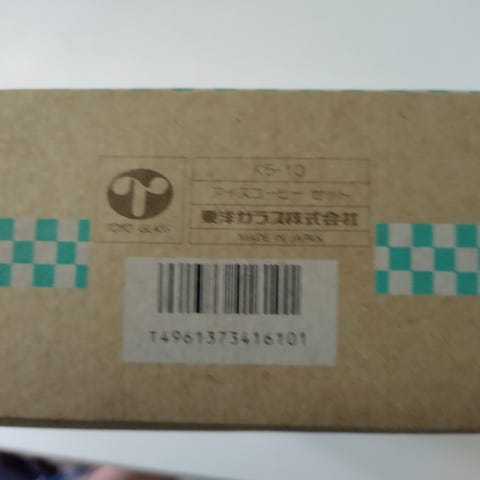 K5-10
アイスコーヒー セット
東洋ガラス株式会社
TOYO GLASS
MADE IN JAPAN
T4961373416101